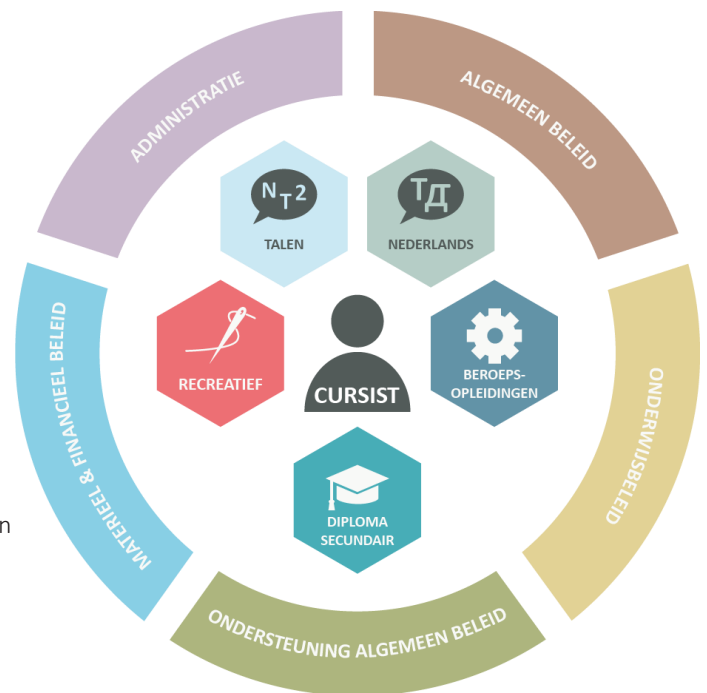 ADMINISTRATIE
ALGEMEEN BELEID
NT2
TALEN
TД
NEDERLANDS
RECREATIEF
CURSIST
BEROEPS-
OPLEIDINGEN
MATERIEEL & FINANCIEEL BELEID
ONDERWIJSBELEID
DIPLOMA
SECUNDAIR
n
ONDERSTEUNING ALGEMEEN BELEID